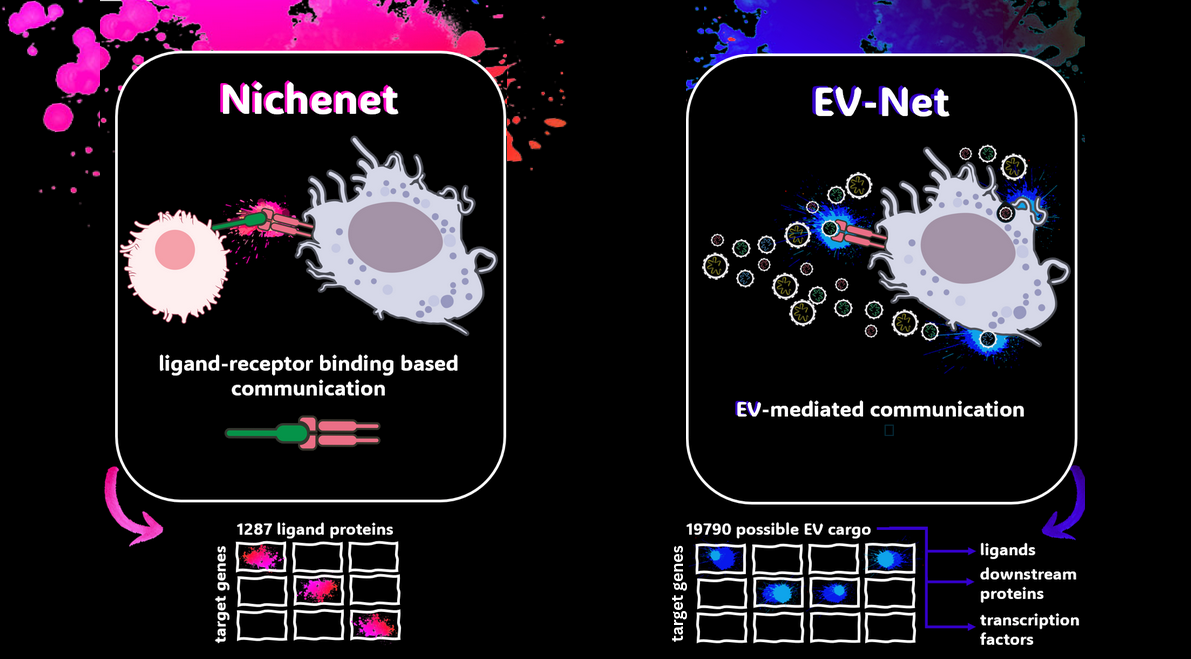 Nichenet
ligand-receptor binding based
communication
1287 ligand proteins
target genes
EV-Net
EV-mediated communication
19790 possible EV cargo
target genes
ligands
downstream
proteins
transcription
factors